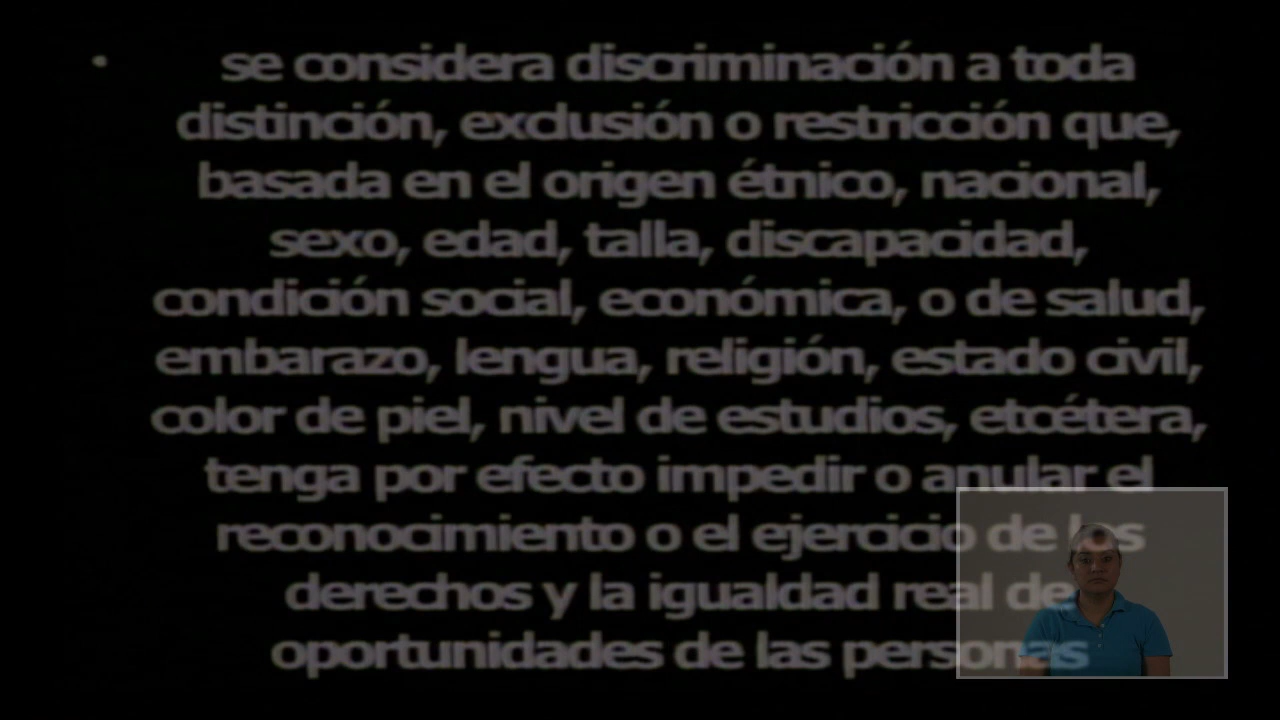 • se considera discriminación a toda
distinción, exclusión o restricción que,
basada en el origen étnico, nacional,
sexo, edad, talla, discapacidad,
condición social, económica, o de salud,
embarazo, lengua, religión, estado civil,
color de piel, nivel de estudios, etcétera,
tenga por efecto impedir o anular el
reconocimiento o el ejercicio de los
derechos y la igualdad real de
oportunidades de las personas